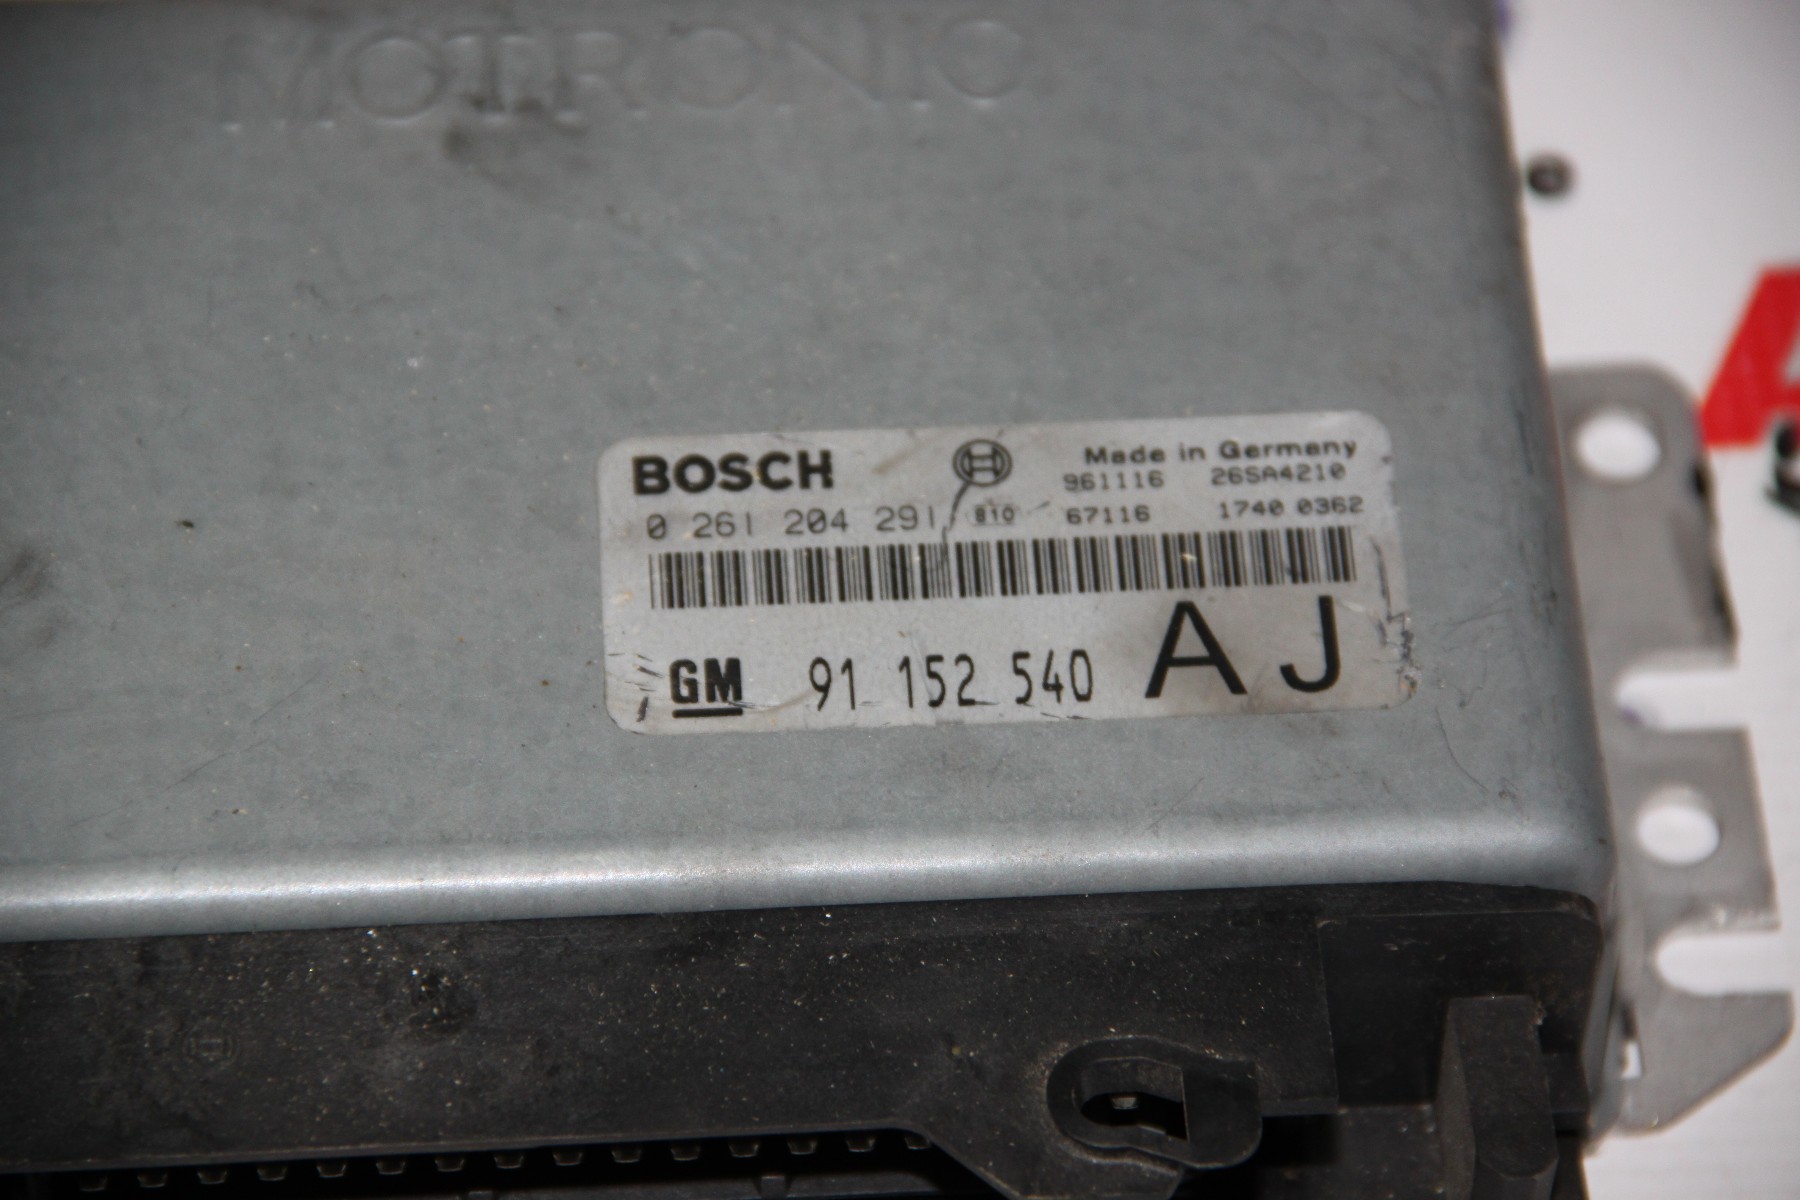 MOTRONIC
BOSCH Made in Germany
961116 26SA4210
0 261 204 291 810 67116 1740 0362
GM 91 152 540 AJ
A